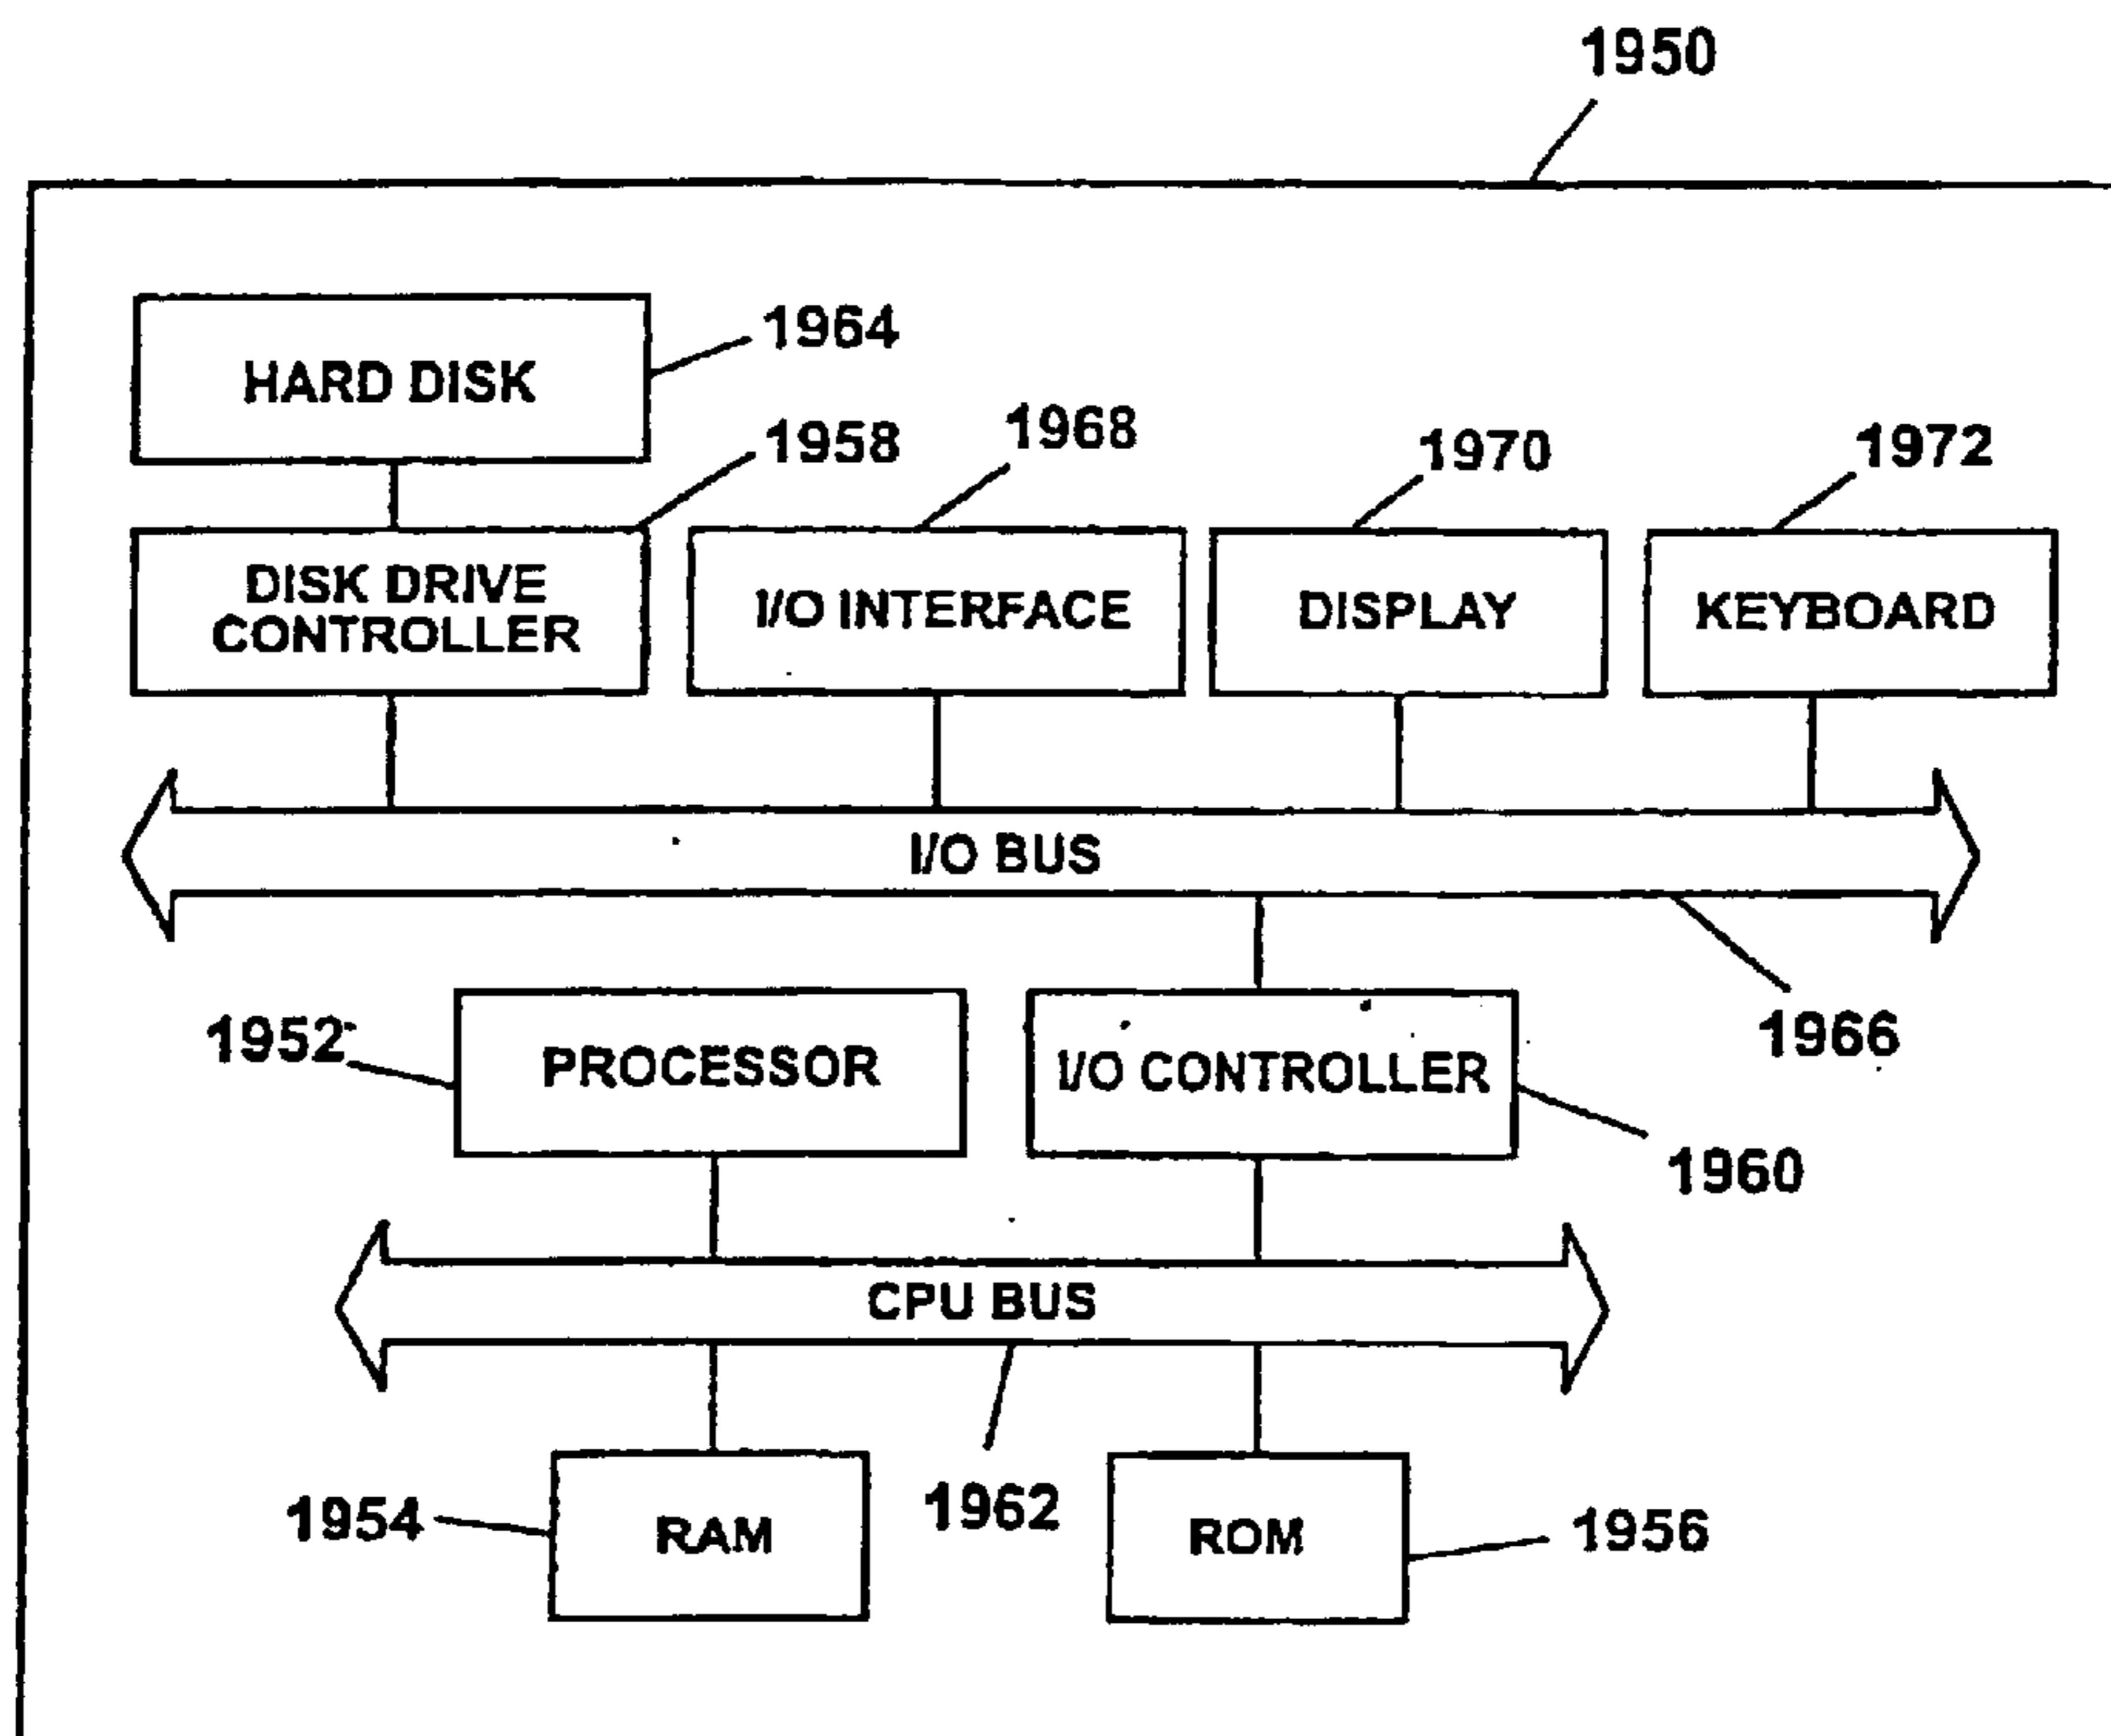 1950
HARD DISK
1964
1958
1968
1970
1972
DISK DRIVE
CONTROLLER
I/O INTERFACE
DISPLAY
KEYBOARD
I/O BUS
1966
1952
PROCESSOR
I/O CONTROLLER
1960
CPU BUS
1962
1954
RAM
ROM
1956